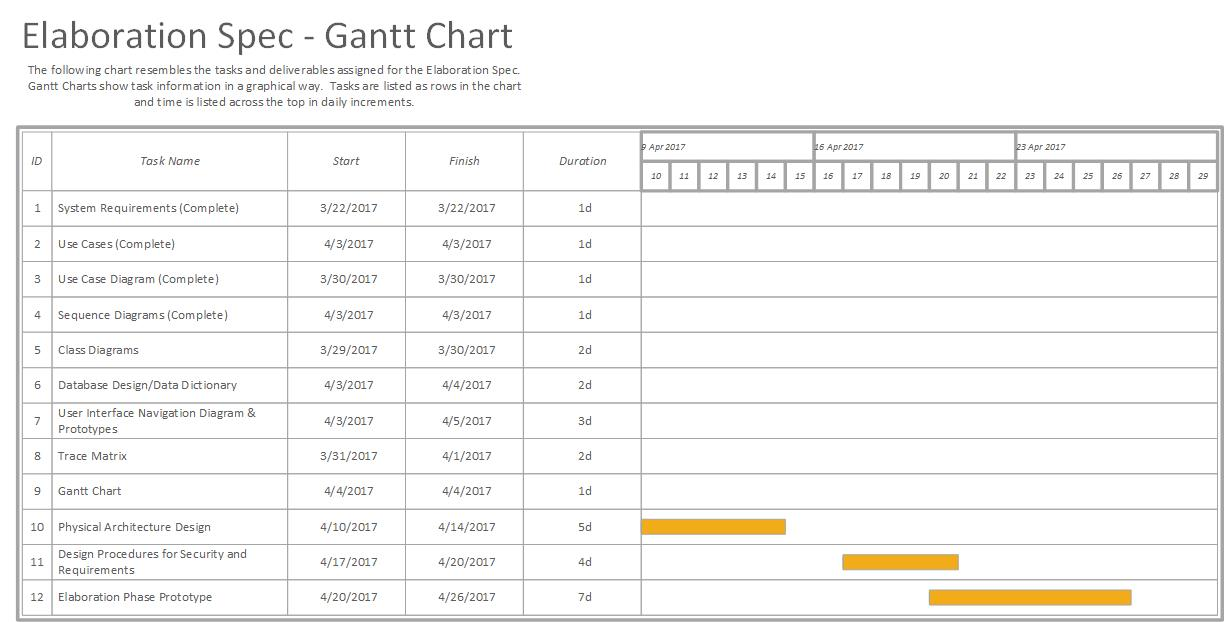 Elaboration Spec - Gantt Chart
The following chart resembles the tasks and deliverables assigned for the Elaboration Spec.
Gantt Charts show task information in a graphical way. Tasks are listed as rows in the chart
and time is listed across the top in daily increments.
ID Task Name Start Finish Duration 9 Apr 2017 16 Apr 2017 23 Apr 2017
10 11 12 13 14 15 16 17 18 19 20 21 22 23 24 25 26 27 28 29
1 System Requirements (Complete) 3/22/2017 3/22/2017 1d
2 Use Cases (Complete) 4/3/2017 4/3/2017 1d
3 Use Case Diagram (Complete) 3/30/2017 3/30/2017 1d
4 Sequence Diagrams (Complete) 4/3/2017 4/3/2017 1d
5 Class Diagrams 3/29/2017 3/30/2017 2d
6 Database Design/Data Dictionary 4/3/2017 4/4/2017 2d
7 User Interface Navigation Diagram &
Prototypes 4/3/2017 4/5/2017 3d
8 Trace Matrix 3/31/2017 4/1/2017 2d
9 Gantt Chart 4/4/2017 4/4/2017 1d
10 Physical Architecture Design 4/10/2017 4/14/2017 5d
11 Design Procedures for Security and
Requirements 4/17/2017 4/20/2017 4d
12 Elaboration Phase Prototype 4/20/2017 4/26/2017 7d